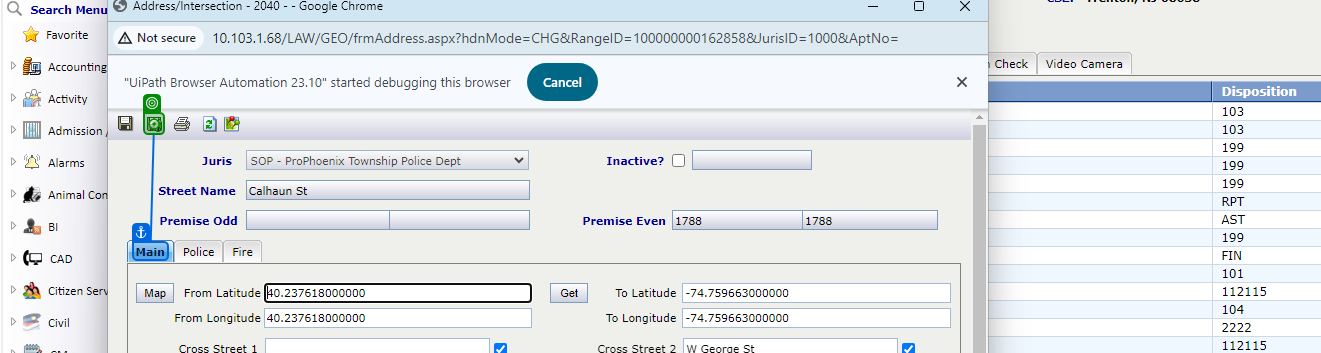 Search Menu
Favorite
Accounting
Activity
Admission /
Alarms
Animal Con
BI
CAD
Citizen Serv
Civil
Address/Intersection - 2040 - - Google Chrome
Not secure
10.103.1.68/LAW/GEO/frmAddress.aspx?hdnMode=CHG&RangeID=100000000162858&JurisID=1000&AptNo=
"UiPath Browser Automation 23.10" started debugging this browser
Cancel
Juris SOP - ProPhoenix Township Police Dept Inactive?
Street Name Calhaun St
Premise Odd Premise Even 1788 1788
Main Police Fire
Map From Latitude 40.237618000000 Get To Latitude -74.759663000000
From Longitude 40.237618000000 To Longitude -74.759663000000
Cross Street 1 Cross Street 2 W George St
Check Video Camera
Disposition
103
103
199
199
199
RPT
AST
199
FIN
101
112115
104
2222
112115